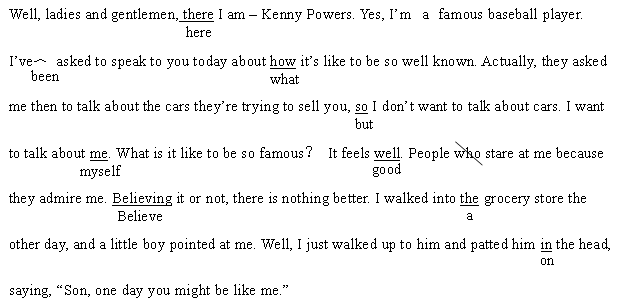 Well, ladies and gentlemen, there I am – Kenny Powers. Yes, I'm a famous baseball player.
here
I've asked to speak to you today about how it's like to be so well known. Actually, they asked
been what
me then to talk about the cars they're trying to sell you, so I don't want to talk about cars. I want
but
to talk about me. What is it like to be so famous? It feels well. People who stare at me because
myself good
they admire me. Believing it or not, there is nothing better. I walked into the grocery store the
Believe a
other day, and a little boy pointed at me. Well, I just walked up to him and patted him in the head,
on
saying, “Son, one day you might be like me.”